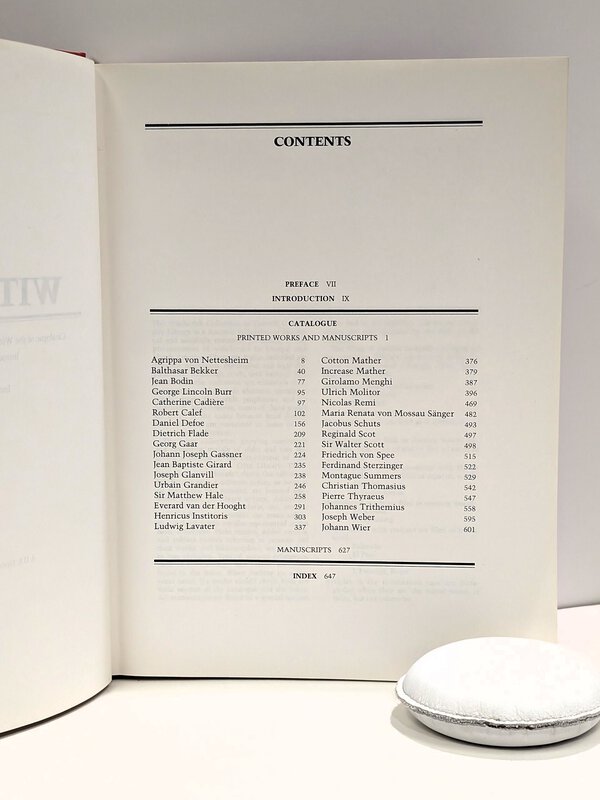 CONTENTS
PREFACE VII
INTRODUCTION IX
CATALOGUE
PRINTED WORKS AND MANUSCRIPTS 1
Agrippa von Nettesheim 8
Balthasar Bekker 40
Jean Bodin 77
George Lincoln Burr 95
Catherine Cadière 97
Robert Calef 102
Daniel Defoe 156
Dietrich Flade 209
Georg Gaar 221
Johann Joseph Gassner 224
Jean Baptiste Girard 235
Joseph Glanvill 238
Urbain Grandier 246
Sir Matthew Hale 258
Everard van der Hooght 291
Henricus Institoris 303
Ludwig Lavater 337
Cotton Mather 376
Increase Mather 379
Girolamo Menghi 387
Ulrich Molitor 396
Nicolas Remi 469
Maria Renata von Mossau Sänger 482
Jacobus Schuts 493
Reginald Scot 497
Sir Walter Scott 498
Friedrich von Spee 515
Ferdinand Sterzinger 522
Montague Summers 529
Christian Thomasius 542
Pierre Thyraeus 547
Johannes Trithemius 558
Joseph Weber 595
Johann Wier 601
MANUSCRIPTS 627
INDEX 647